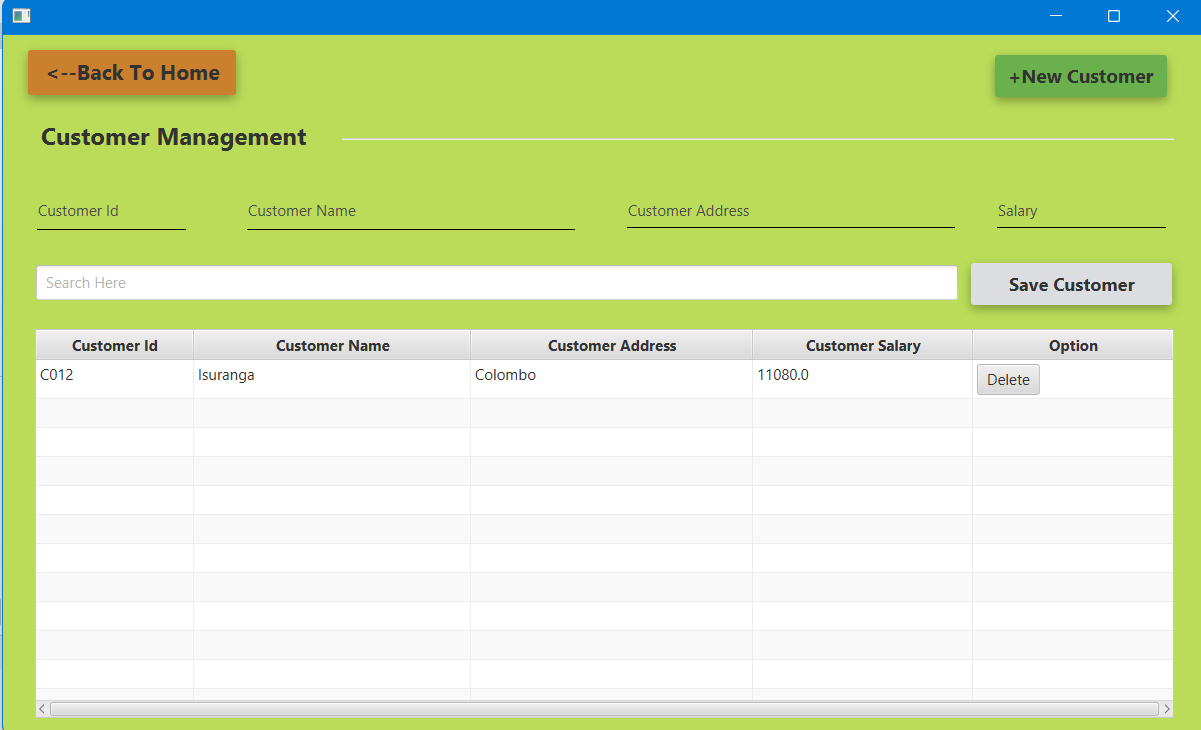 <--Back To Home
+New Customer
Customer Management
Customer Id Customer Name Customer Address Salary
Search Here
Save Customer
Customer Id Customer Name Customer Address Customer Salary Option
C012 Isuranga Colombo 11080.0 Delete